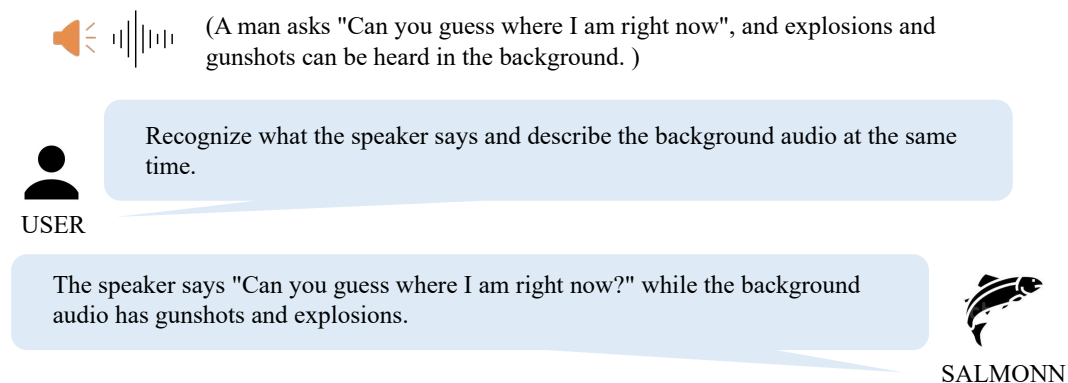 (A man asks "Can you guess where I am right now", and explosions and
gunshots can be heard in the background. )
Recognize what the speaker says and describe the background audio at the same
time.
USER
The speaker says "Can you guess where I am right now?" while the background
audio has gunshots and explosions.
SALMONN